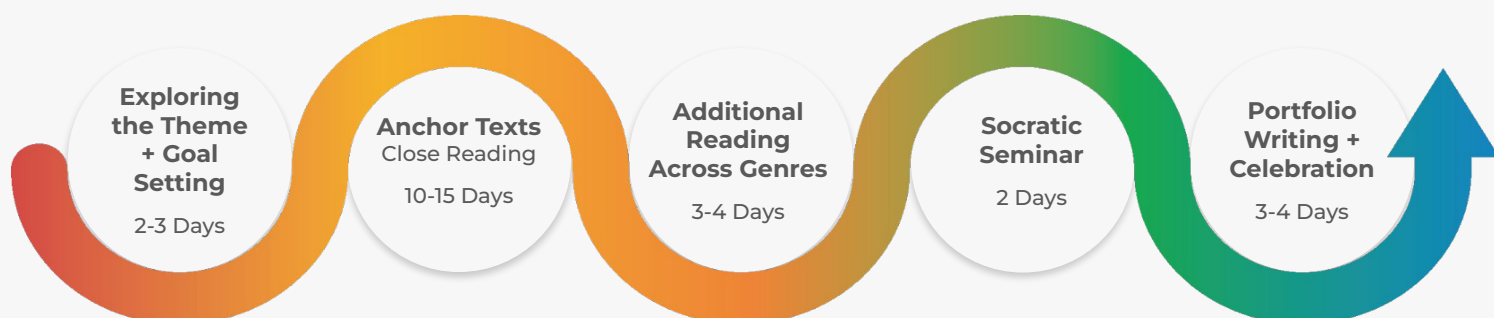 Exploring
the Theme
+ Goal
Setting
2-3 Days
Anchor Texts
Close Reading
10-15 Days
Additional
Reading
Across Genres
3-4 Days
Socratic
Seminar
2 Days
Portfolio
Writing +
Celebration
3-4 Days